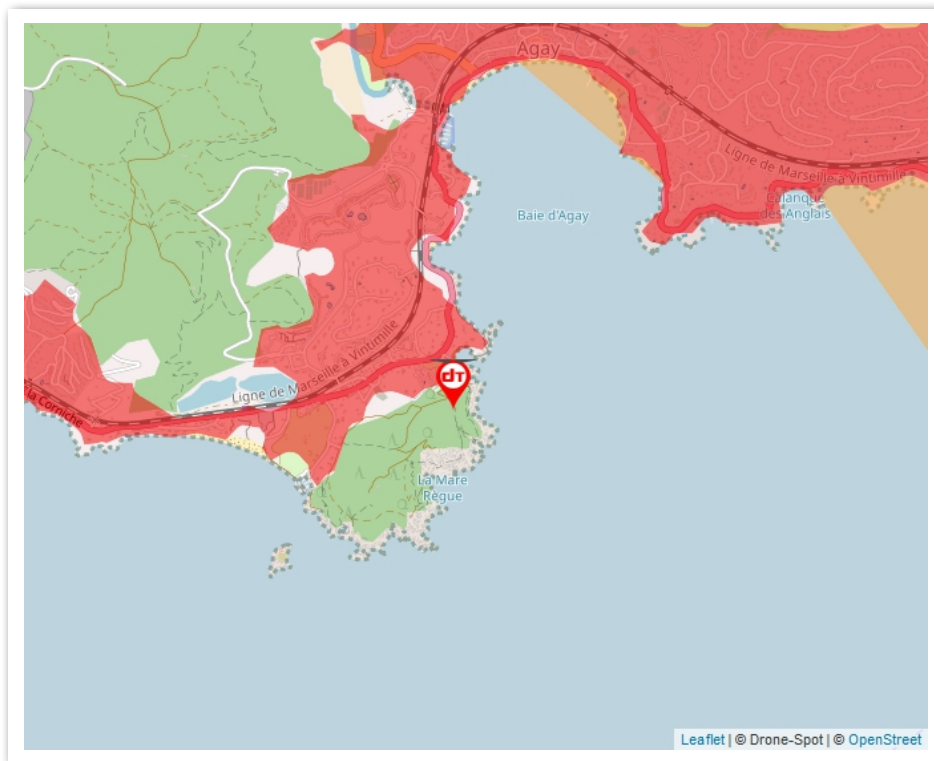 Agay
Ligne de Marseille à Vintimille
Calanque
des Anglais
Baie d'Agay
Ligne de Marseille à Vintimille
la Corniche
dT
La Mare
Règue
Leaflet | © Drone-Spot | © OpenStreet